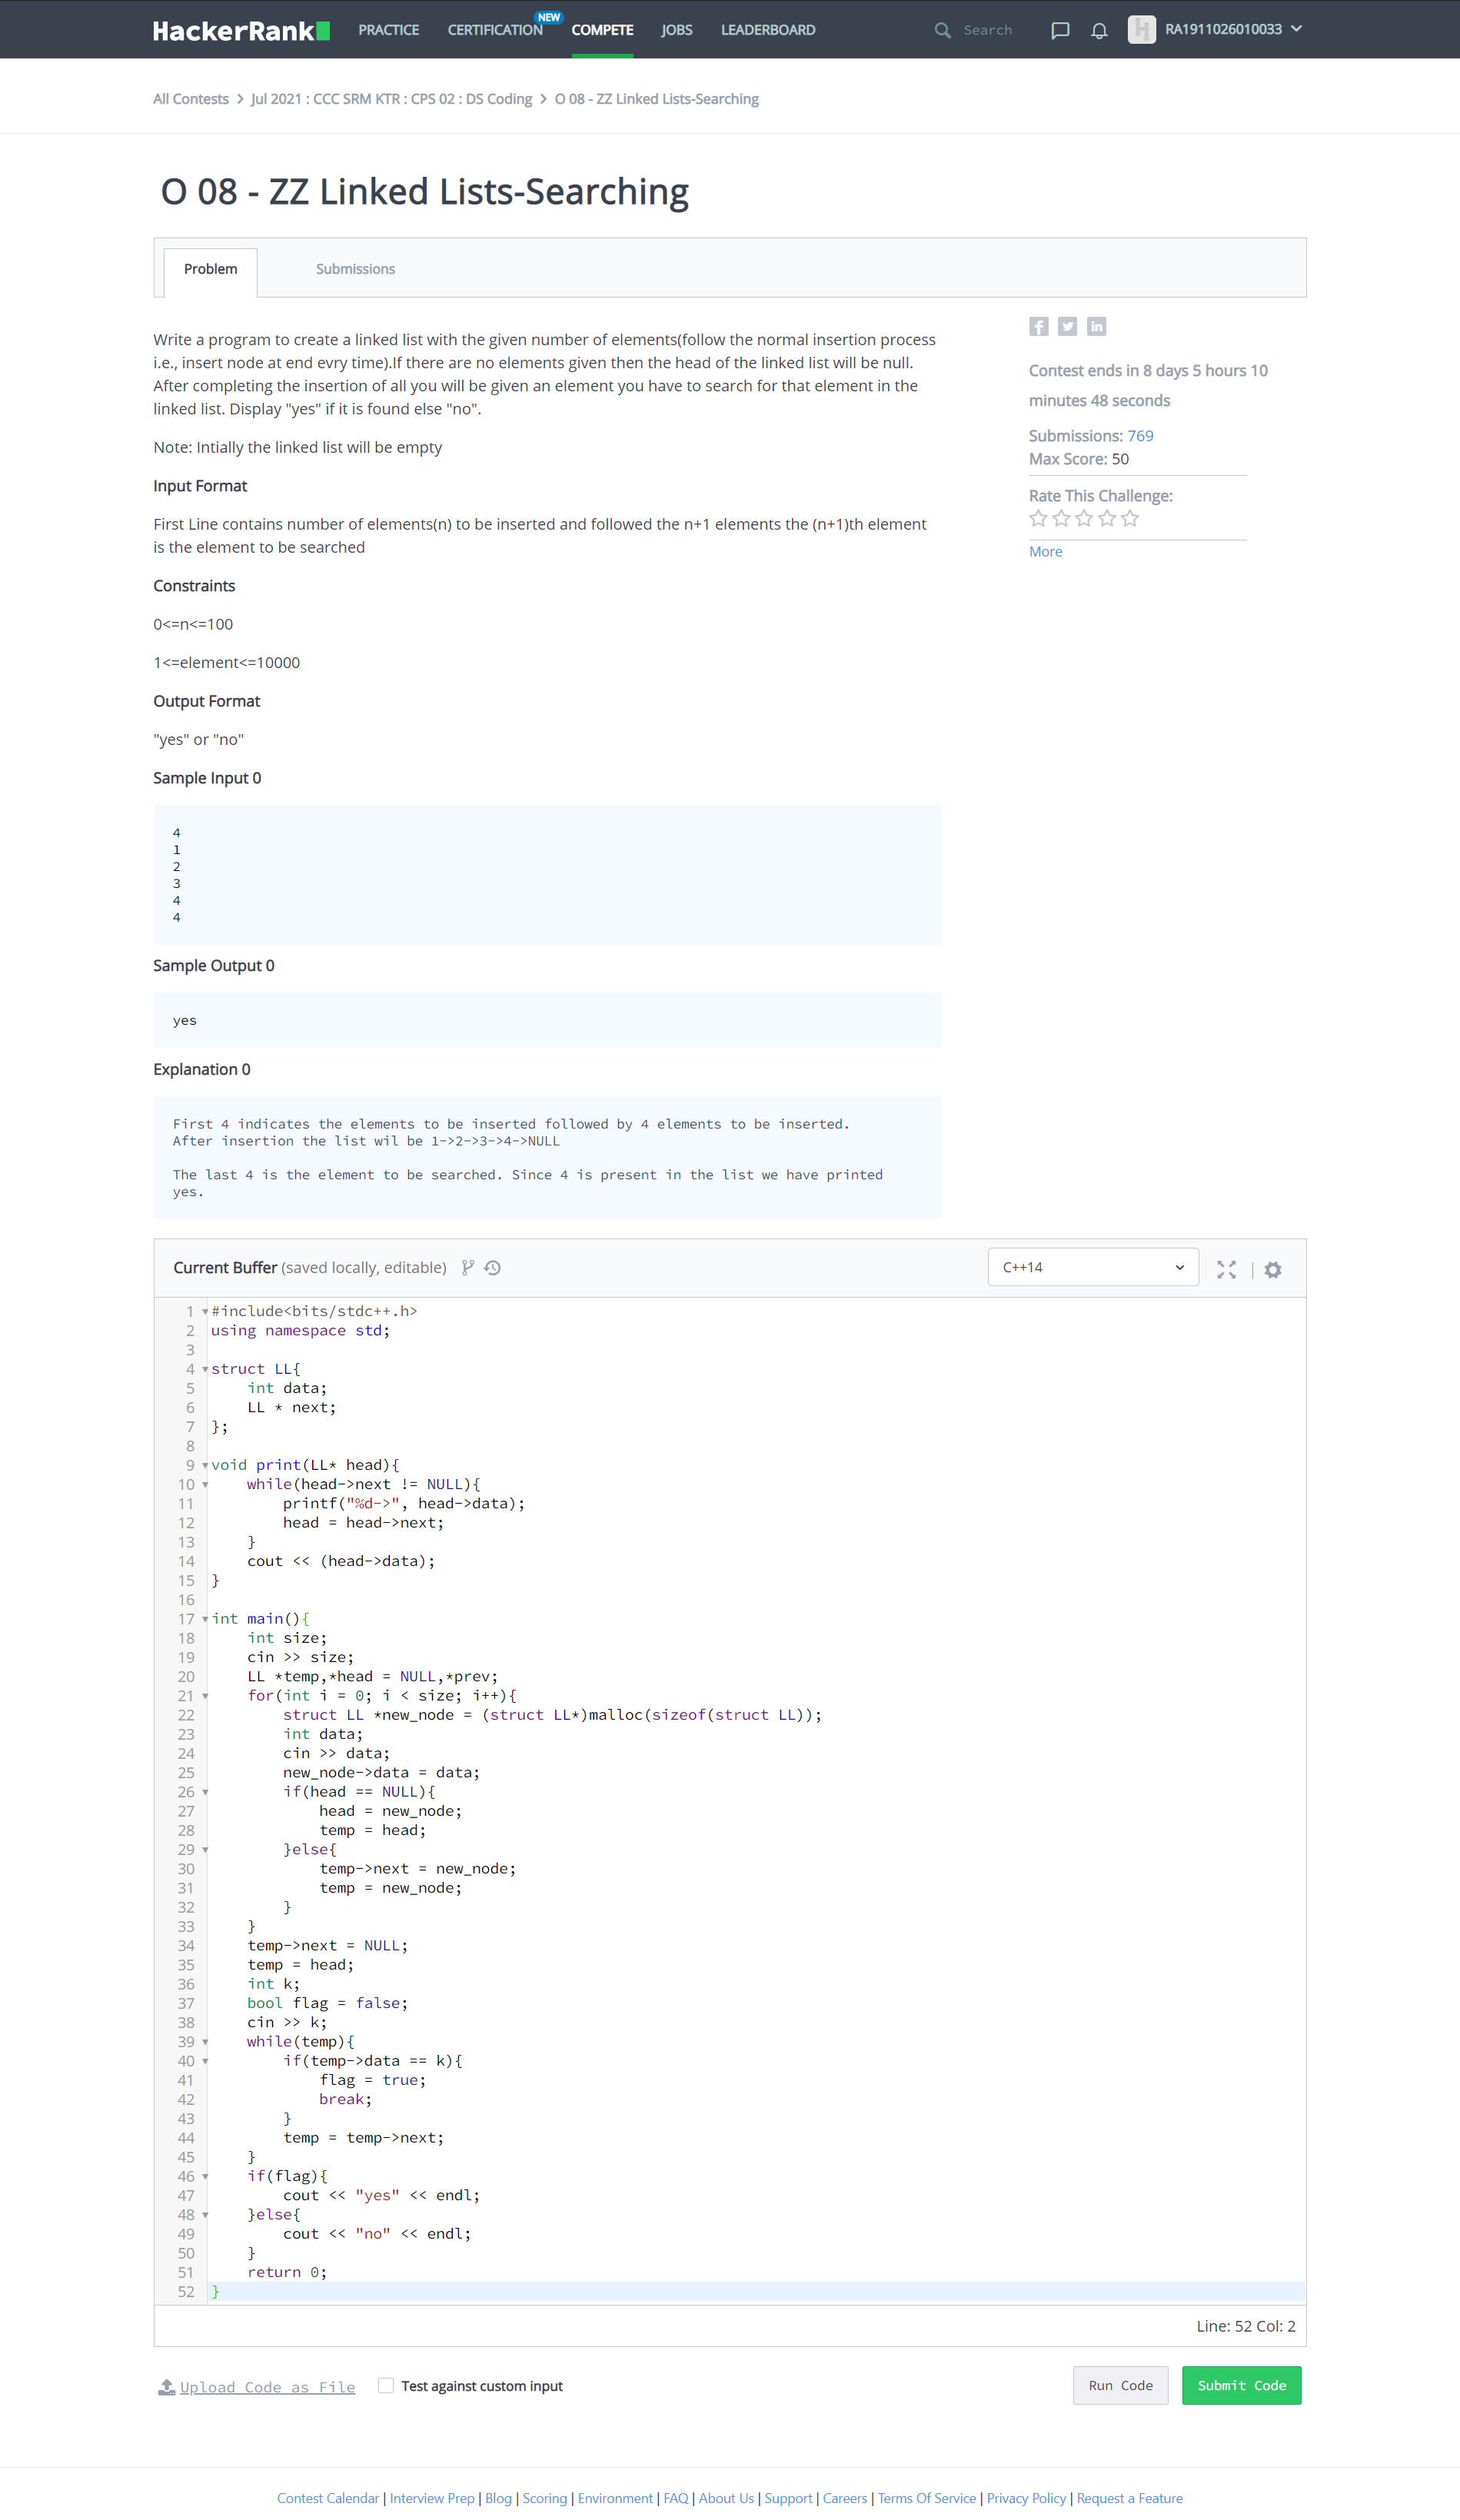 HackerRank PRACTICE CERTIFICATION NEW COMPETE JOBS LEADERBOARD Search RA1911026010033
All Contests > Jul 2021 : CCC SRM KTR : CPS 02 : DS Coding > O 08 - ZZ Linked Lists-Searching
O 08 - ZZ Linked Lists-Searching
Problem Submissions
Write a program to create a linked list with the given number of elements(follow the normal insertion process
i.e., insert node at end evry time).If there are no elements given then the head of the linked list will be null.
After completing the insertion of all you will be given an element you have to search for that element in the
linked list. Display "yes" if it is found else "no".
Note: Intially the linked list will be empty
Input Format
First Line contains number of elements(n) to be inserted and followed the n+1 elements the (n+1)th element
is the element to be searched
Constraints
0<=n<=100
1<=element<=10000
Output Format
"yes" or "no"
Sample Input 0
4
1
2
3
4
4
Sample Output 0
yes
Explanation 0
First 4 indicates the elements to be inserted followed by 4 elements to be inserted.
After insertion the list wil be 1->2->3->4->NULL
The last 4 is the element to be searched. Since 4 is present in the list we have printed
yes.
Contest ends in 8 days 5 hours 10
minutes 48 seconds
Submissions: 769
Max Score: 50
Rate This Challenge:
More
Current Buffer (saved locally, editable) C++14
1 #include<bits/stdc++.h>
2 using namespace std;
3
4 struct LL{
5 int data;
6 LL * next;
7 };
8
9 void print(LL* head){
10 while(head->next != NULL){
11 printf("%d->", head->data);
12 head = head->next;
13 }
14 cout << (head->data);
15 }
16
17 int main(){
18 int size;
19 cin >> size;
20 LL *temp,*head = NULL,*prev;
21 for(int i = 0; i < size; i++){
22 struct LL *new_node = (struct LL*)malloc(sizeof(struct LL));
23 int data;
24 cin >> data;
25 new_node->data = data;
26 if(head == NULL){
27 head = new_node;
28 temp = head;
29 }else{
30 temp->next = new_node;
31 temp = new_node;
32 }
33 }
34 temp->next = NULL;
35 temp = head;
36 int k;
37 bool flag = false;
38 cin >> k;
39 while(temp){
40 if(temp->data == k){
41 flag = true;
42 break;
43 }
44 temp = temp->next;
45 }
46 if(flag){
47 cout << "yes" << endl;
48 }else{
49 cout << "no" << endl;
50 }
51 return 0;
52 }
Line: 52 Col: 2
Upload Code as File Test against custom input Run Code Submit Code
Contest Calendar | Interview Prep | Blog | Scoring | Environment | FAQ | About Us | Support | Careers | Terms Of Service | Privacy Policy | Request a Feature